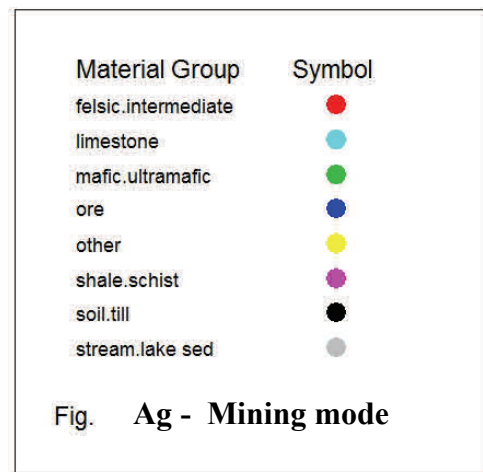 Material Group Symbol
felsic.intermediate
limestone
mafic.ultramafic
ore
other
shale.schist
soil.till
stream.lake sed
Fig. Ag - Mining mode